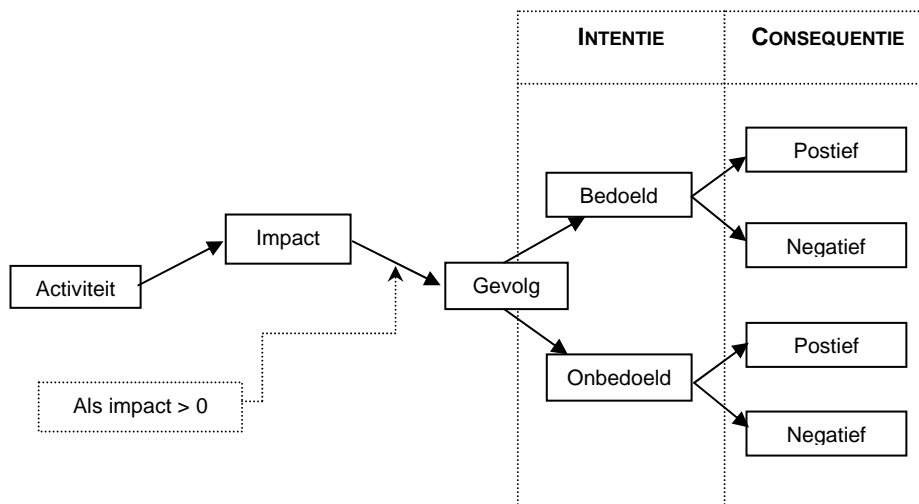 INTENTIE
CONSEQUENTIE
Postief
Bedoeld
Impact
Negatief
Activiteit
Gevolg
Postief
Onbedoeld
Als impact > 0
Negatief